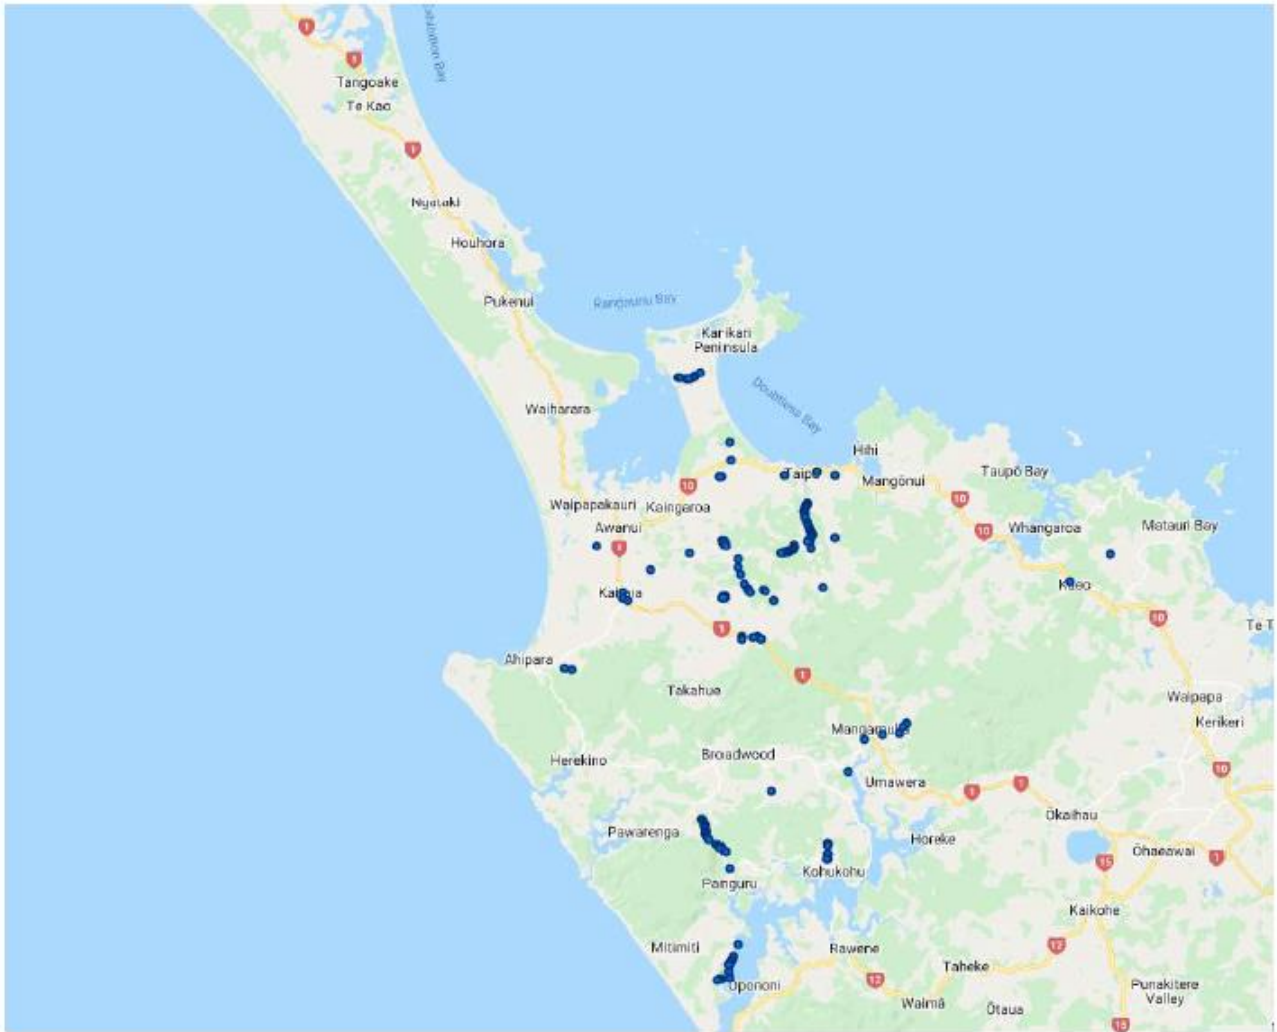 1
Exhibition Bay
Tangoake
Te Kao
1
Ngataki
Houhora
Pukenui
Rangaunu Bay
Karikari
Peninsula
Waiharara
Doubtless Bay
Hihi
Taipa
Mangōnui
Taupō Bay
10
10
Waipapakauri
Kaingaroa
Awanui
10
Whangaroa
Matauri Bay
Kaitaia
Kaeo
10
1
Te T
Ahipara
1
Takahue
Waipapa
Kerikeri
Mangamuka
Herekino
Broadwood
10
Umawera
1
1
Ōkaihau
Pawarenga
Horeke
Ōhaeawai
1
15
Kohukohu
Panguru
Kaikohe
Mitimiti
Rawene
12
Taheke
12
Opononi
Punakitere
Valley
Waimā
Ōtaua
15